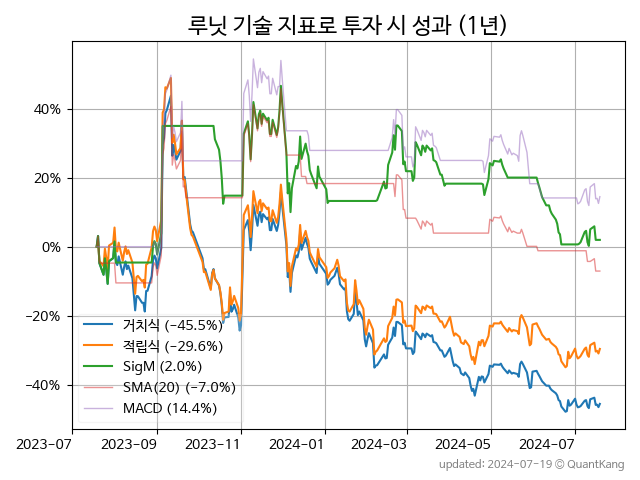 루닛 기술 지표로 투자 시 성과 (1년)
40%
20%
0%
−20%
−40%
거치식 (−45.5%)
적립식 (−29.6%)
SigM (2.0%)
SMA(20) (−7.0%)
MACD (14.4%)
2023-07 2023-09 2023-11 2024-01 2024-03 2024-05 2024-07
updated: 2024-07-19 © QuantKang